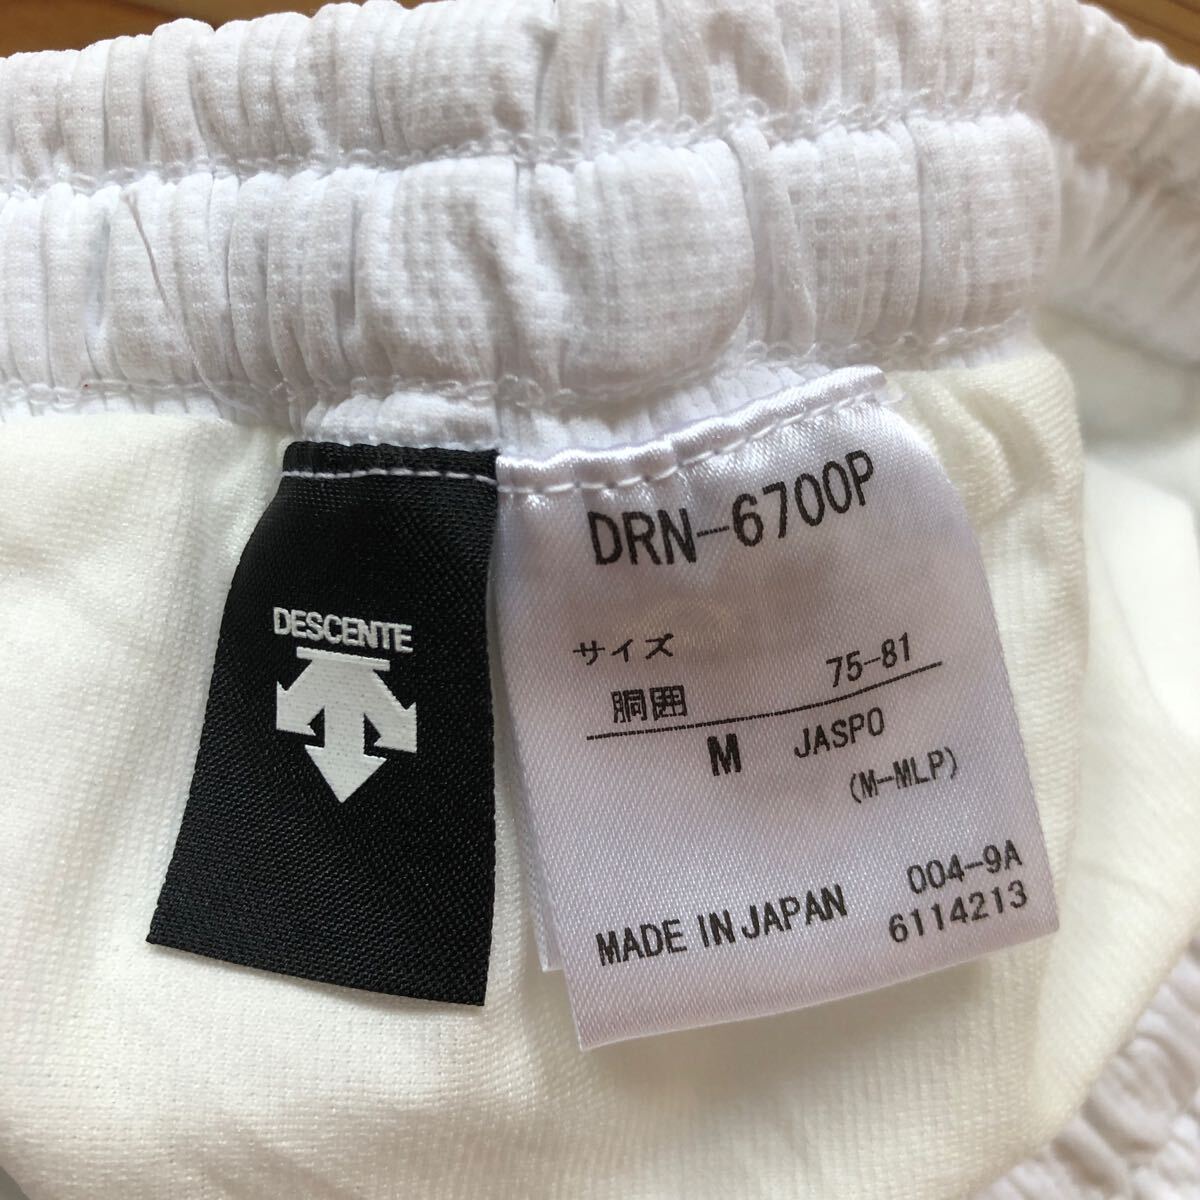 DESCENTE
DRN-6700P
サイズ
胴囲 75-81
M JASPO
(M-MLP)
004-9A
MADE IN JAPAN 6114213